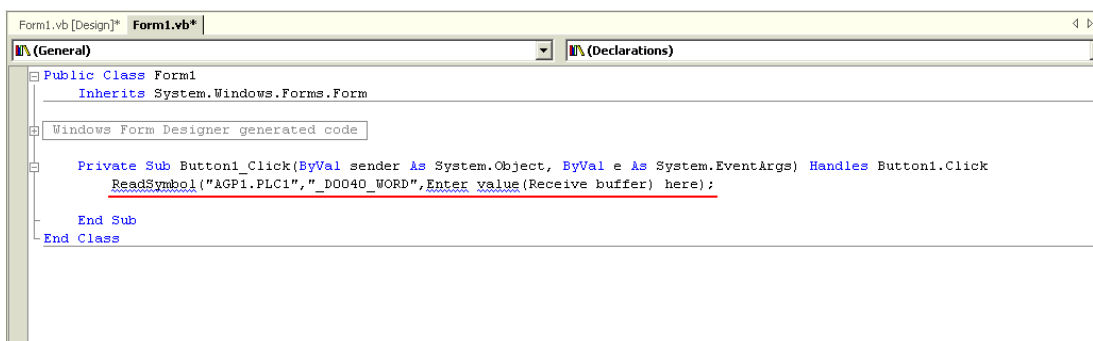 Form1.vb [Design]* Form1.vb*
(General) (Declarations)
Public Class Form1
Inherits System.Windows.Forms.Form
Windows Form Designer generated code
Private Sub Button1_Click(ByVal sender As System.Object, ByVal e As System.EventArgs) Handles Button1.Click
ReadSymbol("AGP1.PLC1","_D0040_WORD",Enter value(Receive buffer) here);
End Sub
End Class